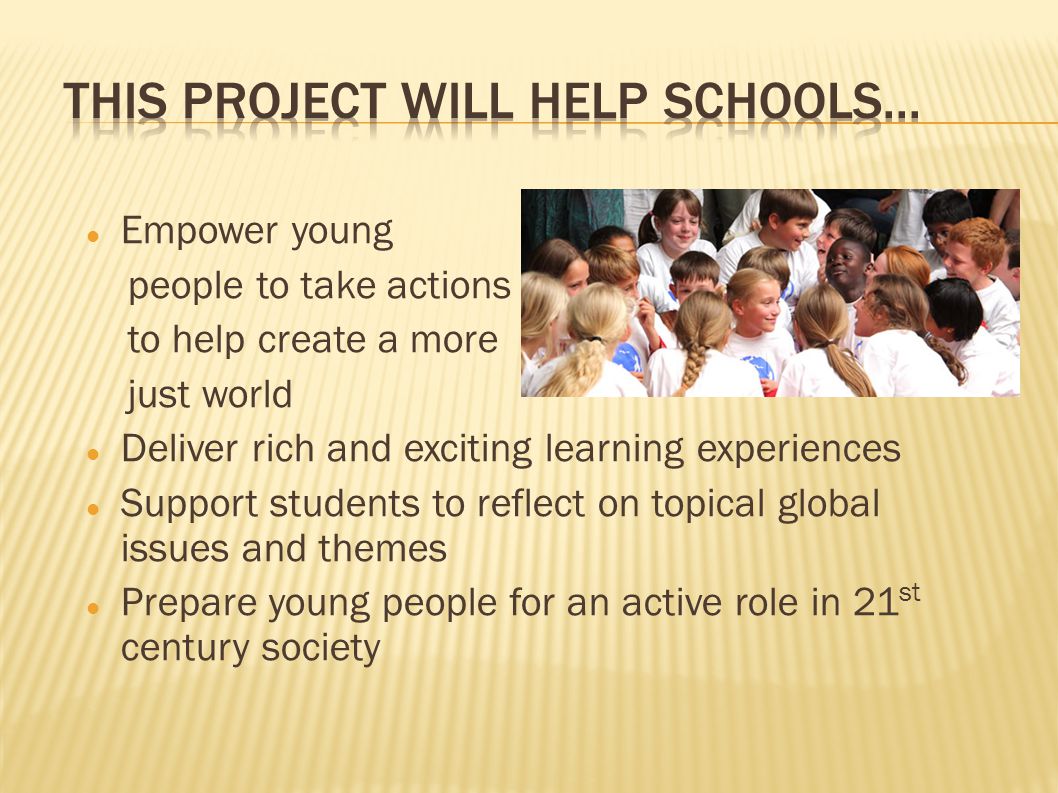 THIS PROJECT WILL HELP SCHOOLS...
Empower young
people to take actions
to help create a more
just world
Deliver rich and exciting learning experiences
Support students to reflect on topical global
issues and themes
Prepare young people for an active role in 21st
century society